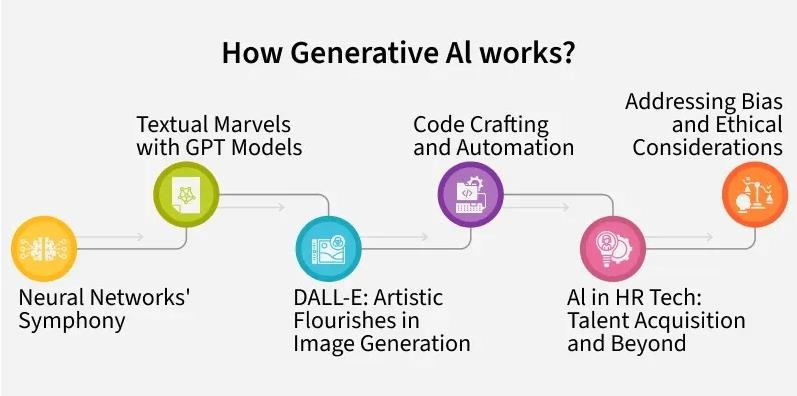 How Generative AI works?
Textual Marvels
with GPT Models
Code Crafting
and Automation
Addressing Bias
and Ethical
Considerations
Neural Networks'
Symphony
DALL-E: Artistic
Flourishes in
Image Generation
AI in HR Tech:
Talent Acquisition
and Beyond